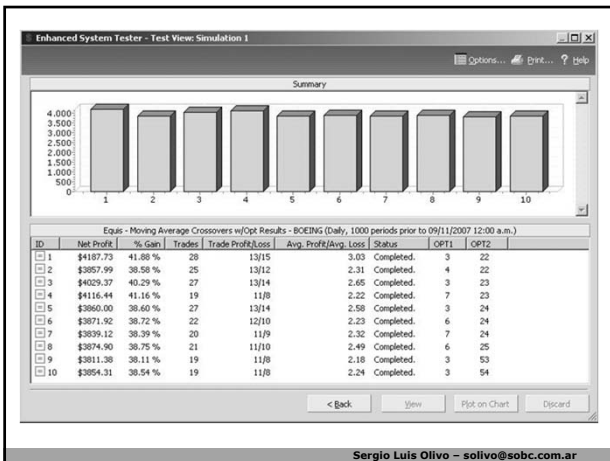 Enhanced System Tester - Test View: Simulation 1
Options... Print... ? Help
Summary
4.000
3.500
3.000
2.500
2.000
1.500
1.000
500
0
1 2 3 4 5 6 7 8 9 10
Equis - Moving Average Crossovers w/Opt Results - BOEING (Daily, 1000 periods prior to 09/11/2007 12:00 a.m.)
ID Net Profit % Gain Trades Trade Profit/Loss Avg. Profit/Avg. Loss Status OPT1 OPT2
1 $4187.73 41.88 % 28 13/15 3.03 Completed. 3 22
2 $3857.99 38.58 % 25 13/12 2.31 Completed. 4 22
3 $4029.37 40.29 % 27 13/14 2.65 Completed. 3 23
4 $4116.44 41.16 % 19 11/8 2.22 Completed. 7 23
5 $3860.00 38.60 % 27 13/14 2.58 Completed. 3 24
6 $3871.92 38.72 % 22 12/10 2.23 Completed. 6 24
7 $3839.12 38.39 % 20 11/9 2.32 Completed. 7 24
8 $3874.90 38.75 % 21 11/10 2.49 Completed. 6 25
9 $3811.38 38.11 % 19 11/8 2.18 Completed. 3 53
10 $3854.31 38.54 % 19 11/8 2.24 Completed. 3 54
< Back View Plot on Chart Discard
Sergio Luis Olivo – solivo@sobc.com.ar